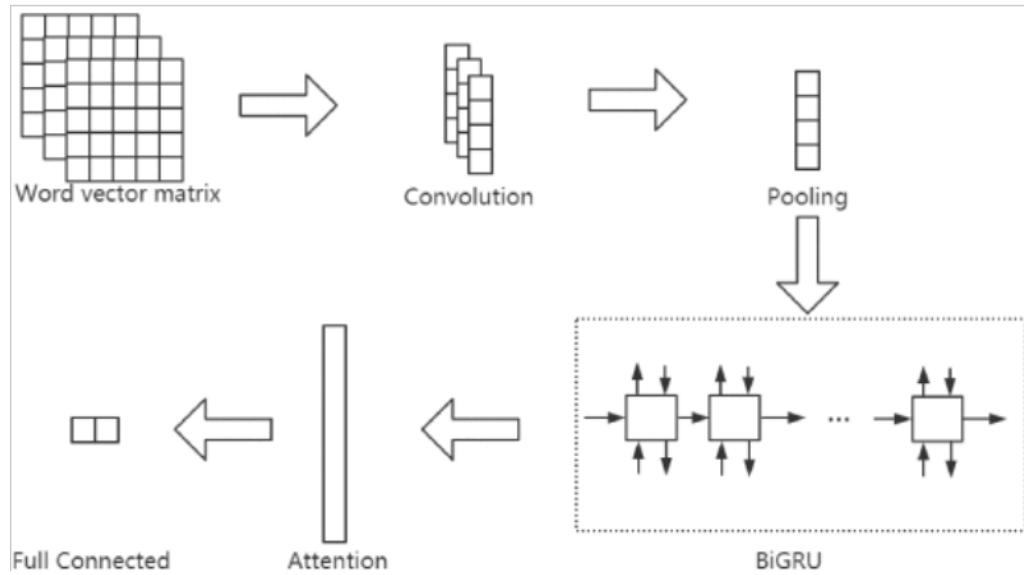 Word vector matrix
Convolution
Pooling
...
Full Connected
Attention
BiGRU